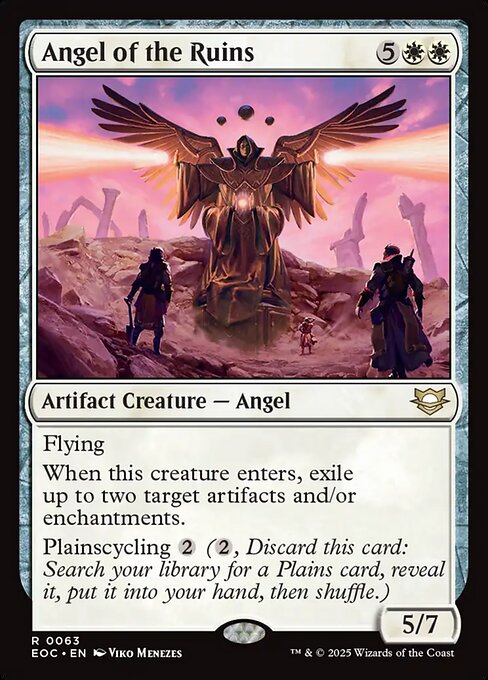 Angel of the Ruins 5
Artifact Creature — Angel
Flying
When this creature enters, exile
up to two target artifacts and/or
enchantments.
Plainscycling 2 (2, Discard this card:
Search your library for a Plains card, reveal
it, put it into your hand, then shuffle.)
5/7
R 0063
EOC • EN Viko Menezes
™ & © 2025 Wizards of the Coast